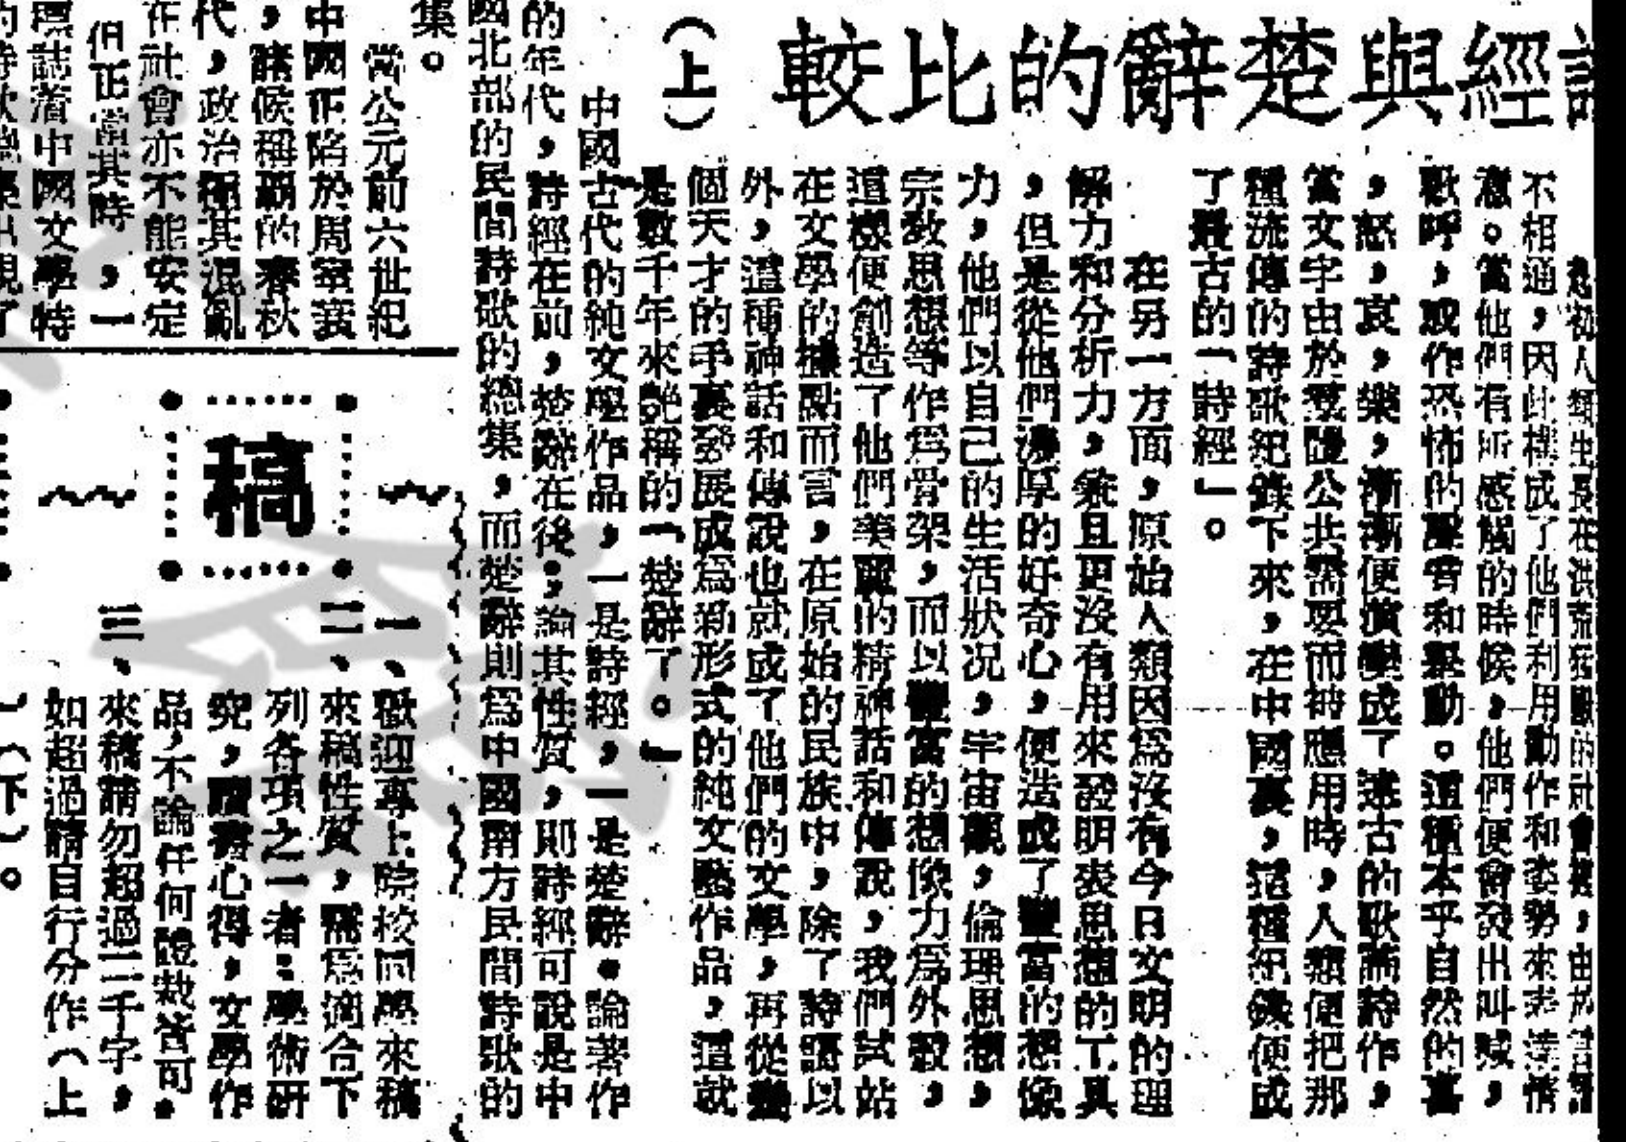 經與楚辭的比較
（上）
起初人類生長在洪荒猛獸的社會裡，由於言語
不相通，因此構成了他們利用動作和姿勢來表達情
意。當他們有所感觸的時候，他們便會發出叫喊，
歡呼，或作恐怖的聲音和舉動。這種本乎自然的喜
，怒，哀，樂，漸漸便演變成了遠古的歌謠詩作，
當文字由於羣體公共需要而被應用時，人類便把那
種流傳的詩歌紀錄下來，在中國裏，這種紀錄便成
了最古的「詩經」。
在另一方面，原始人類因爲沒有今日文明的理
解力和分析力，兼且更沒有用來發明表思想的工具
，但是從他們濃厚的好奇心，便造成了豐富的想像
力，他們以自己的生活狀况，宇宙觀，倫理思想，
宗教思想等作爲骨架，而以豐富的想像力爲外殼，
這樣便創造了他們美麗的精神話和傳說，我們試站
在文學的據點而言，在原始的民族中，除了詩謠以
外，這種神話和傳說也就成了他們的文學，再從幾
個天才的手裏發展成爲新形式的純文藝作品，這就
是數千年來艷稱的「楚辭了。」
中國古代的純文學作品，一是詩經，一是楚辭。論著作
的年代，詩經在前，楚辭在後；論其性質，則詩經可說是中
國北部的民間詩歌的總集，而楚辭則爲中國南方民間詩歌的
集。
當公元前六世紀
中國正陷於周室衰
，諸候稱霸的春秋
代，政治極其混亂
在社會亦不能安定
但正當其時，一
標誌着中國文學特
的詩歌總集出現了
稿
一、歡迎專上院校同學來稿
二、來稿性質，需爲適合下
列各項之一者：學術研
究，讀書心得，文學作
品，不論任何體裁皆可。
三、來稿請勿超過二千字，
如超過請自行分作（上
）（下）。